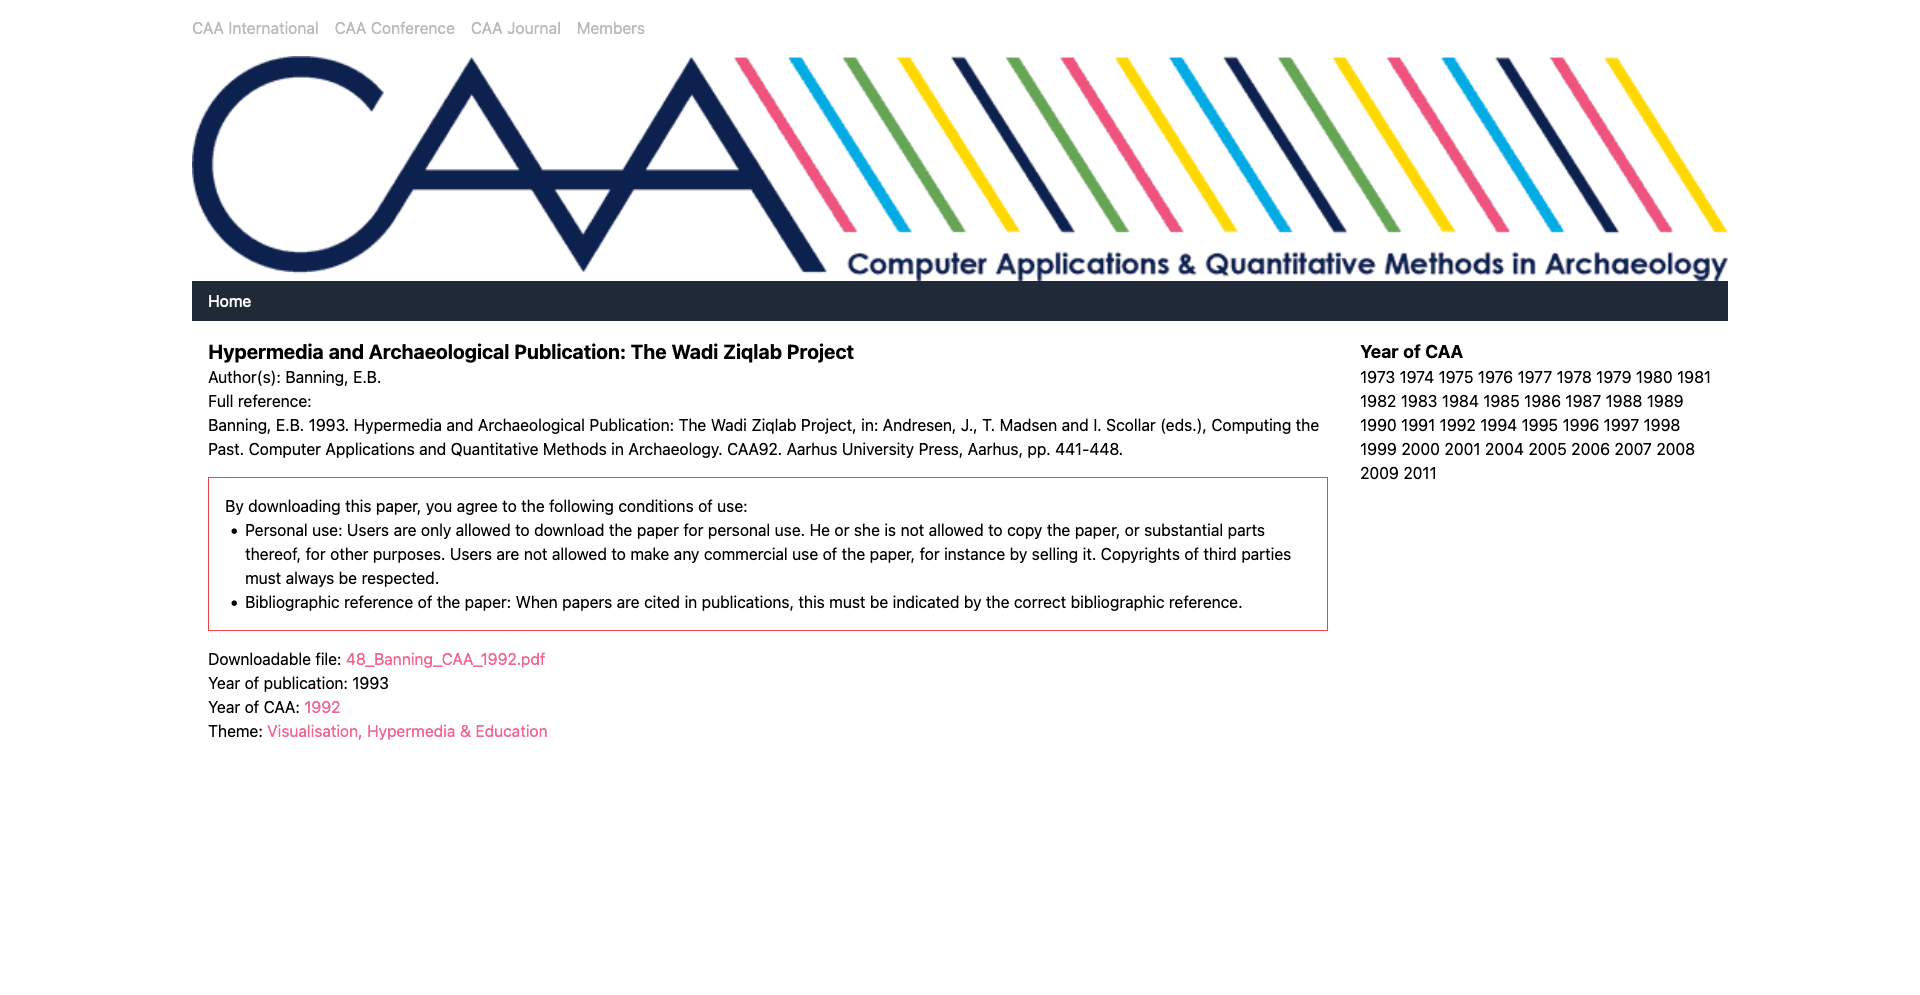 CAA International CAA Conference CAA Journal Members
CAA
Computer Applications & Quantitative Methods in Archaeology
Home
Hypermedia and Archaeological Publication: The Wadi Ziqlab Project
Author(s): Banning, E.B.
Full reference:
Banning, E.B. 1993. Hypermedia and Archaeological Publication: The Wadi Ziqlab Project, in: Andresen, J., T. Madsen and I. Scollar (eds.), Computing the
Past. Computer Applications and Quantitative Methods in Archaeology. CAA92. Aarhus University Press, Aarhus, pp. 441-448.
By downloading this paper, you agree to the following conditions of use:
• Personal use: Users are only allowed to download the paper for personal use. He or she is not allowed to copy the paper, or substantial parts
thereof, for other purposes. Users are not allowed to make any commercial use of the paper, for instance by selling it. Copyrights of third parties
must always be respected.
• Bibliographic reference of the paper: When papers are cited in publications, this must be indicated by the correct bibliographic reference.
Downloadable file: 48_Banning_CAA_1992.pdf
Year of publication: 1993
Year of CAA: 1992
Theme: Visualisation, Hypermedia & Education
Year of CAA
1973 1974 1975 1976 1977 1978 1979 1980 1981
1982 1983 1984 1985 1986 1987 1988 1989
1990 1991 1992 1994 1995 1996 1997 1998
1999 2000 2001 2004 2005 2006 2007 2008
2009 2011